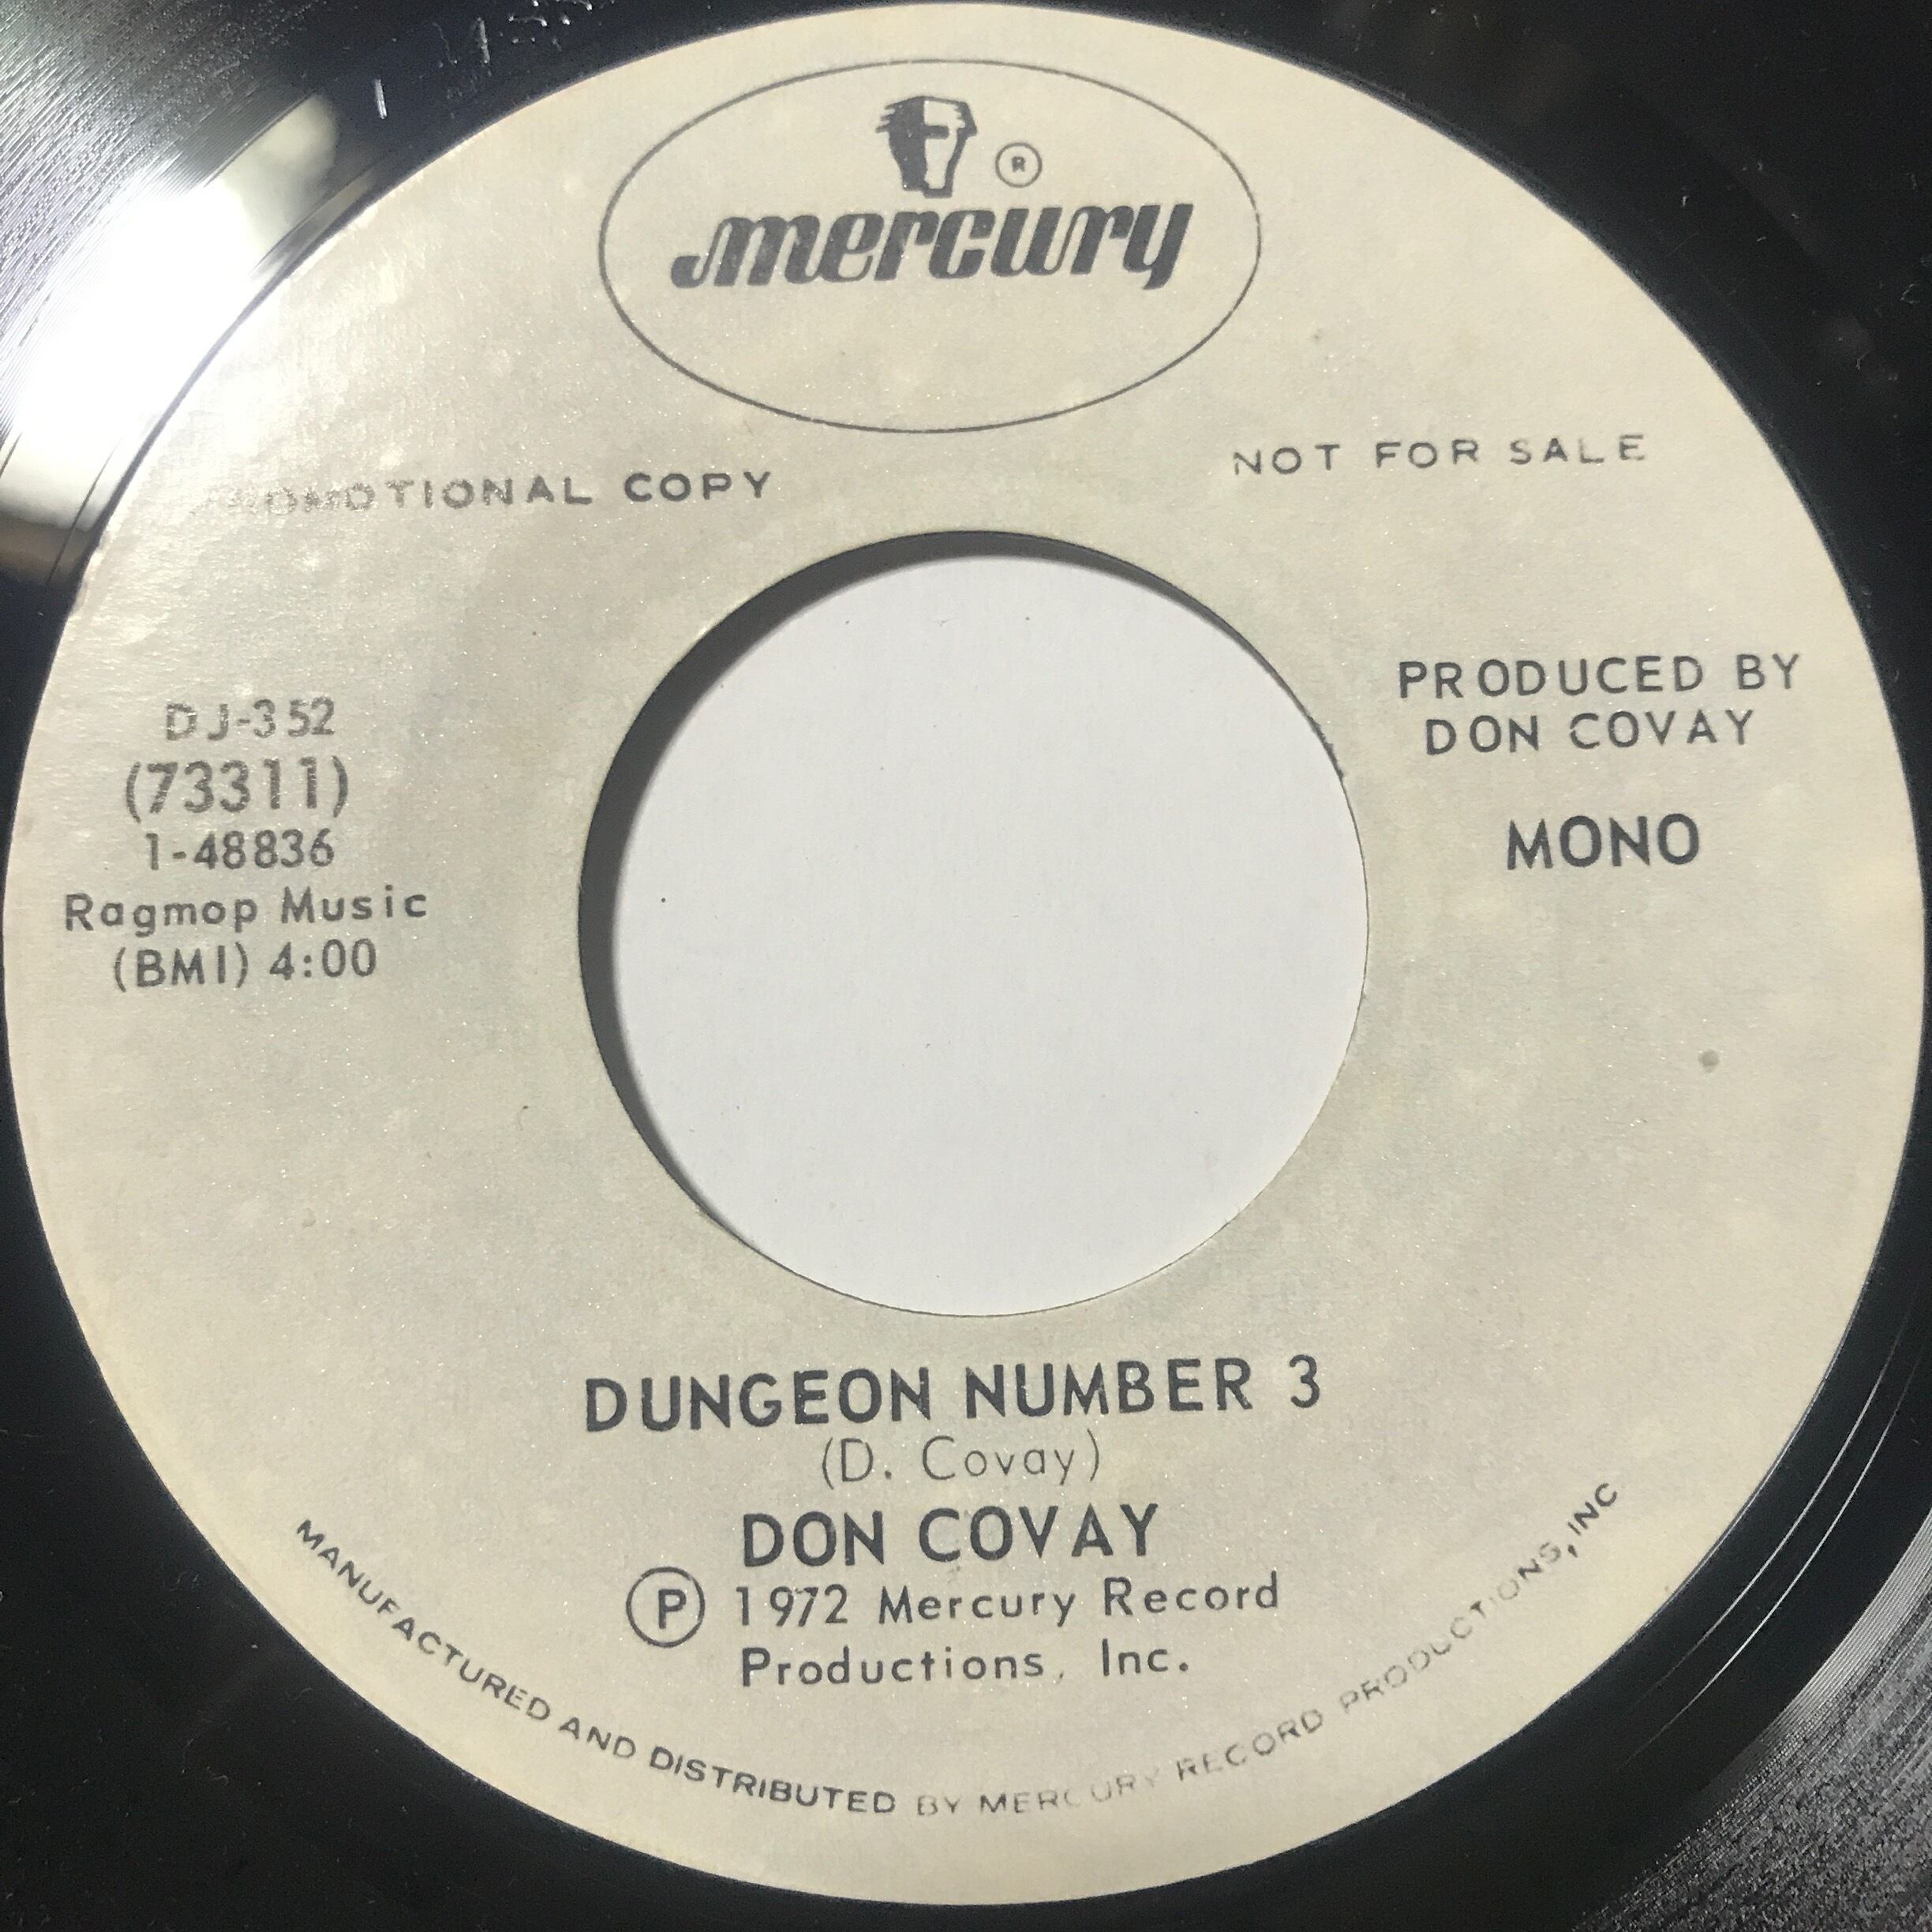 ®
mercury
PROMOTIONAL COPY
NOT FOR SALE
DJ-352
(73311)
1-48836
Ragmop Music
(BMI) 4:00
PRODUCED BY
DON COVAY
MONO
DUNGEON NUMBER 3
(D. Covay)
DON COVAY
Ⓟ 1972 Mercury Record
Productions, Inc.
MANUFACTURED AND DISTRIBUTED BY MERCURY RECORD PRODUCTIONS, INC